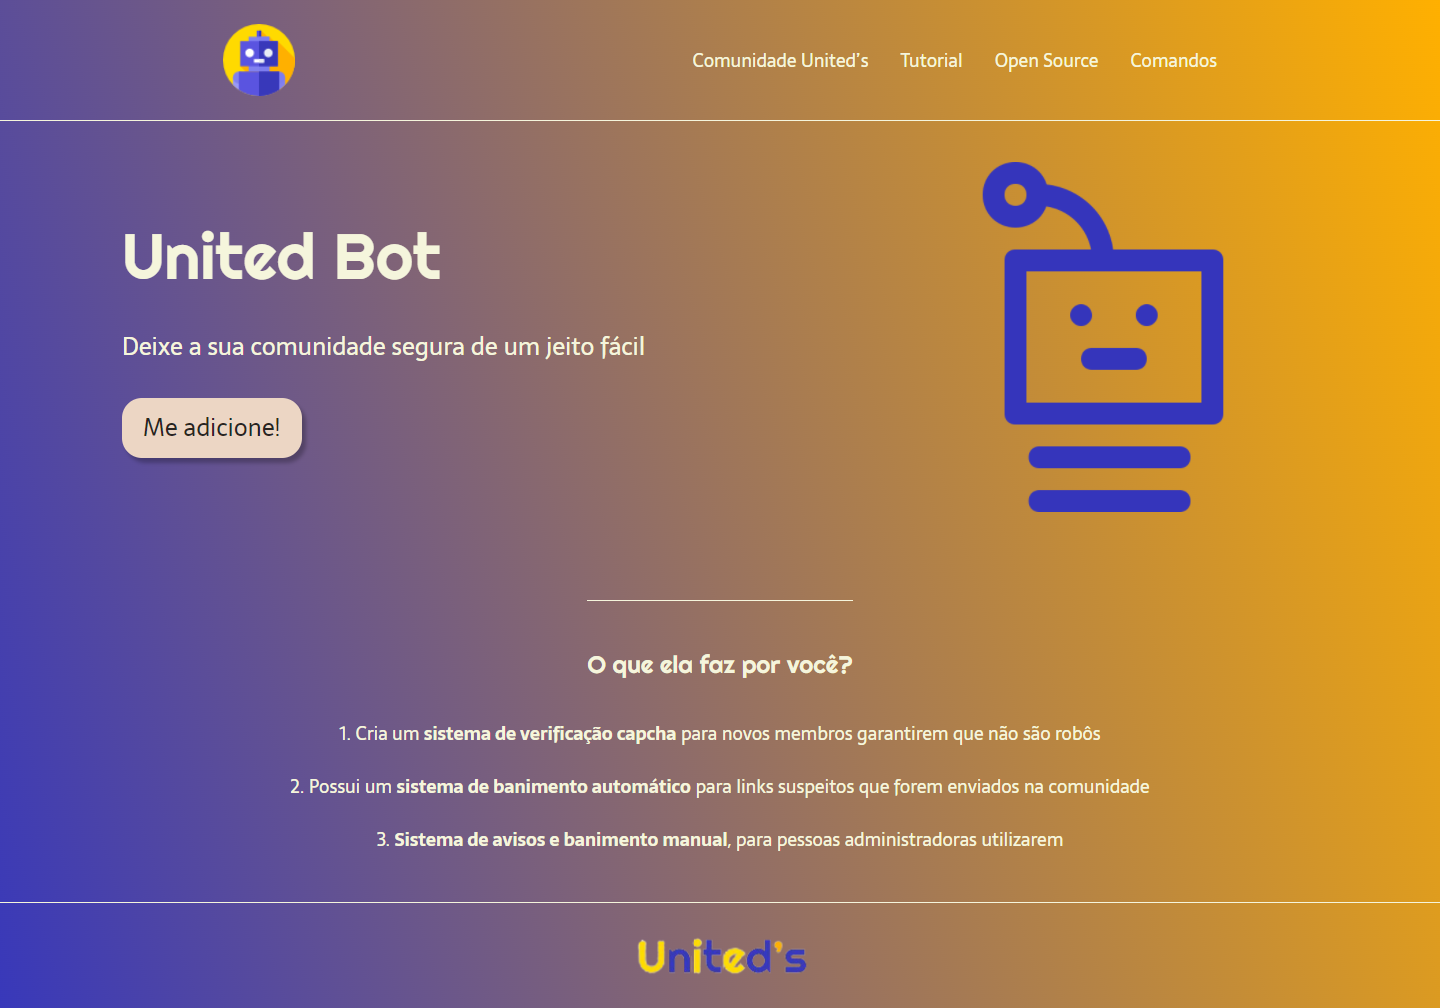 Comunidade United's Tutorial Open Source Comandos
United Bot
Deixe a sua comunidade segura de um jeito fácil
Me adicione!
O que ela faz por você?
1. Cria um sistema de verificação capcha para novos membros garantirem que não são robôs
2. Possui um sistema de banimento automático para links suspeitos que forem enviados na comunidade
3. Sistema de avisos e banimento manual, para pessoas administradoras utilizarem
United's